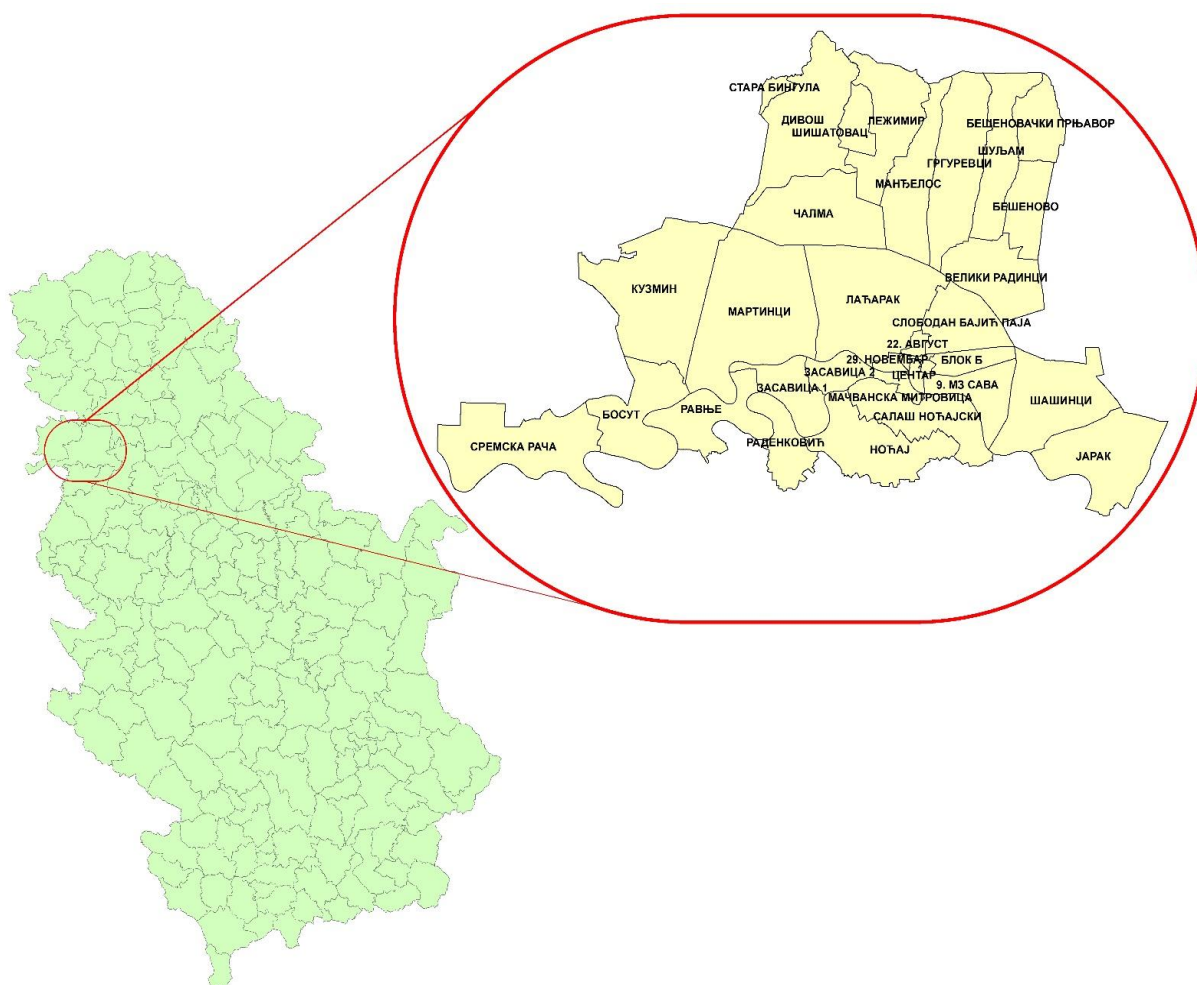 СТАРА БИНГУЛА
ДИВОШ
ШИШАТОВАЦ
ЛЕЖИМИР
БЕШЕНОВАЧКИ ПРЊАВОР
ШУЉАМ
ГРГУРЕВЦИ
МАНЂЕЛОС
БЕШЕНОВО
ЧАЛМА
ВЕЛИКИ РАДИНЦИ
КУЗМИН
МАРТИНЦИ
ЛАЋАРАК
СЛОБОДАН БАЈИЋ ПАЈА
22. АВГУСТ
29. НОВЕМБАР
БЛОК Б
ЗАСАВИЦА 2
ЦЕНТАР
ЗАСАВИЦА 1
9. МЗ САВА
МАЧВАНСКА МИТРОВИЦА
ШАШИНЦИ
РАВЊЕ
БОСУТ
САЛАШ НОЋАЈСКИ
СРЕМСКА РАЧА
РАДЕНКОВИЋ
НОЋАЈ
ЈАРАК